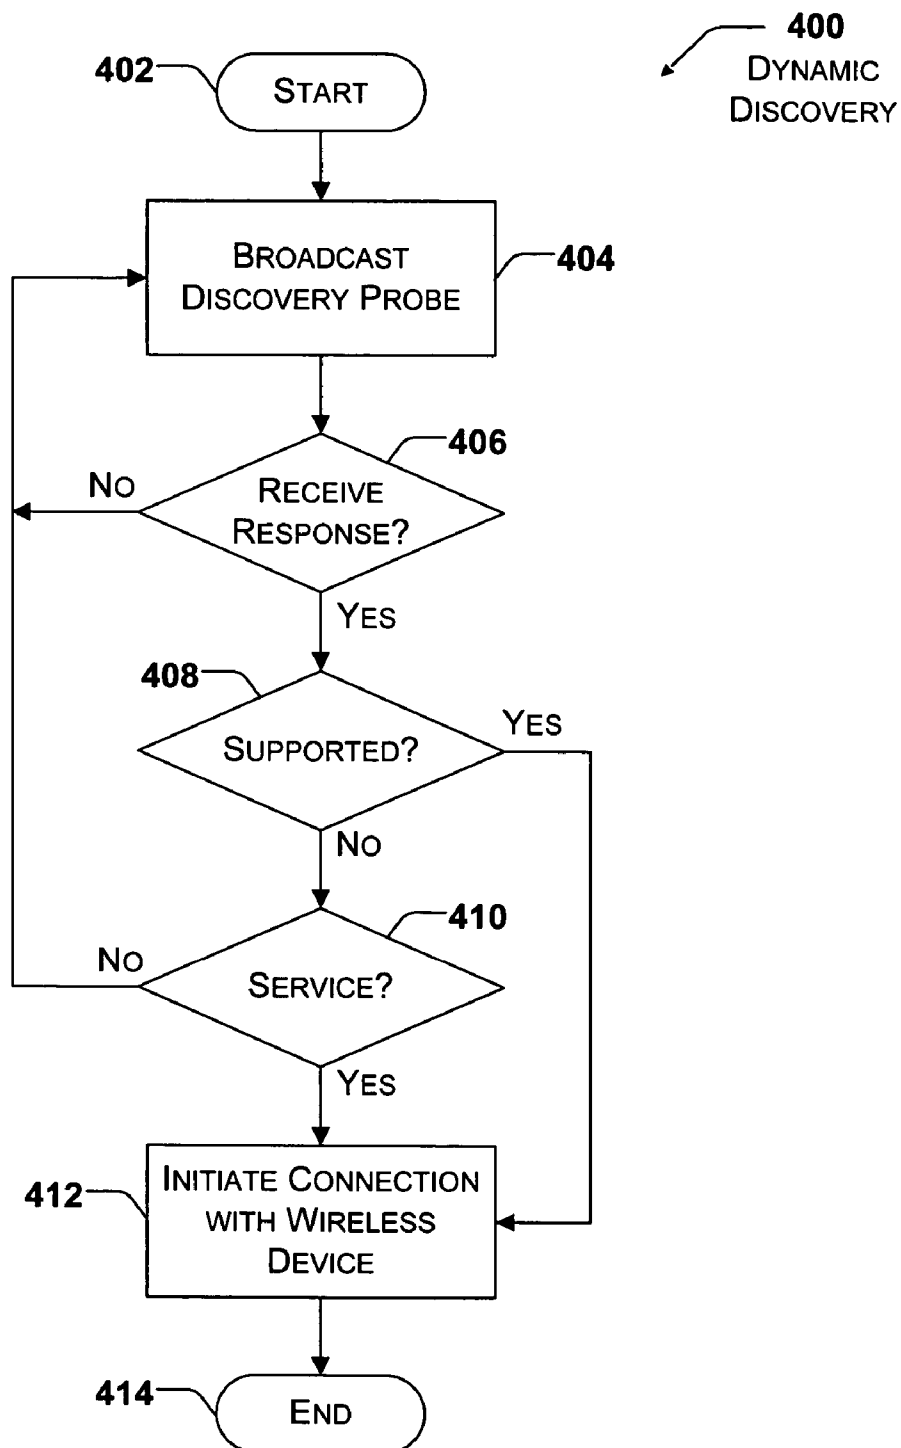 400
DYNAMIC
DISCOVERY
402
START
BROADCAST
DISCOVERY PROBE
404
406
NO
RECEIVE
RESPONSE?
YES
408
YES
SUPPORTED?
NO
410
NO
SERVICE?
YES
412
INITIATE CONNECTION
WITH WIRELESS
DEVICE
414
END